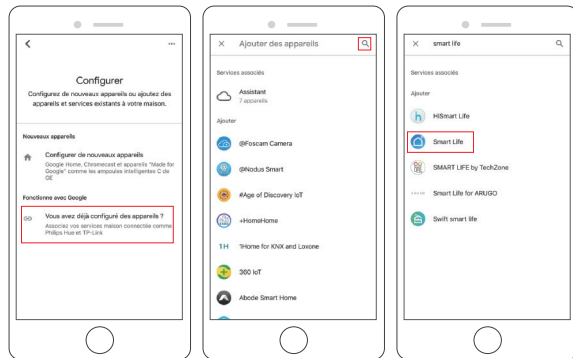 Configurer
Configurez de nouveaux appareils ou ajoutez des
appareils et services existants à votre maison.
Nouveaux appareils
Configurer de nouveaux appareils
Google Home, Chromecast et appareils "Made for
Google" comme les ampoules intelligentes C de
GE
Fonctionne avec Google
Vous avez déjà configuré des appareils ?
Associez vos services maison connectée comme
Philips Hue et TP-Link
Ajouter des appareils
Services associés
Assistant
7 appareils
Ajouter
@Foscam Camera
@Nodus Smart
#Age of Discovery IoT
+HomeHome
1H
1Home for KNX and Loxone
360 IoT
Abode Smart Home
smart life
Services associés
Ajouter
HiSmart Life
Smart Life
SMART LIFE by TechZone
Smart Life for ARUGO
Swift smart life